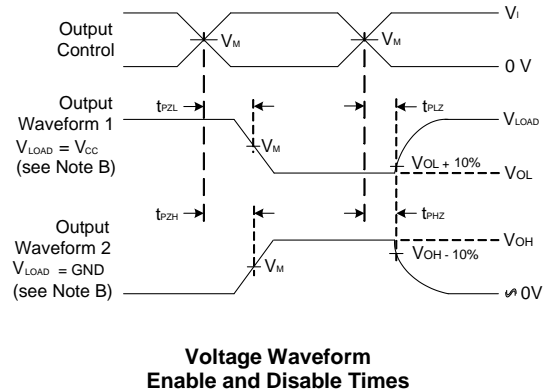 Output
Control
VM
VM
VI
0 V
Output
Waveform 1
VLOAD = VCC
(see Note B)
tPZL
VM
tPLZ
VLOAD
VOL + 10%
VOL
Output
Waveform 2
VLOAD = GND
(see Note B)
tPZH
VM
tPHZ
VOH
VOH - 10%
0V
Voltage Waveform
Enable and Disable Times